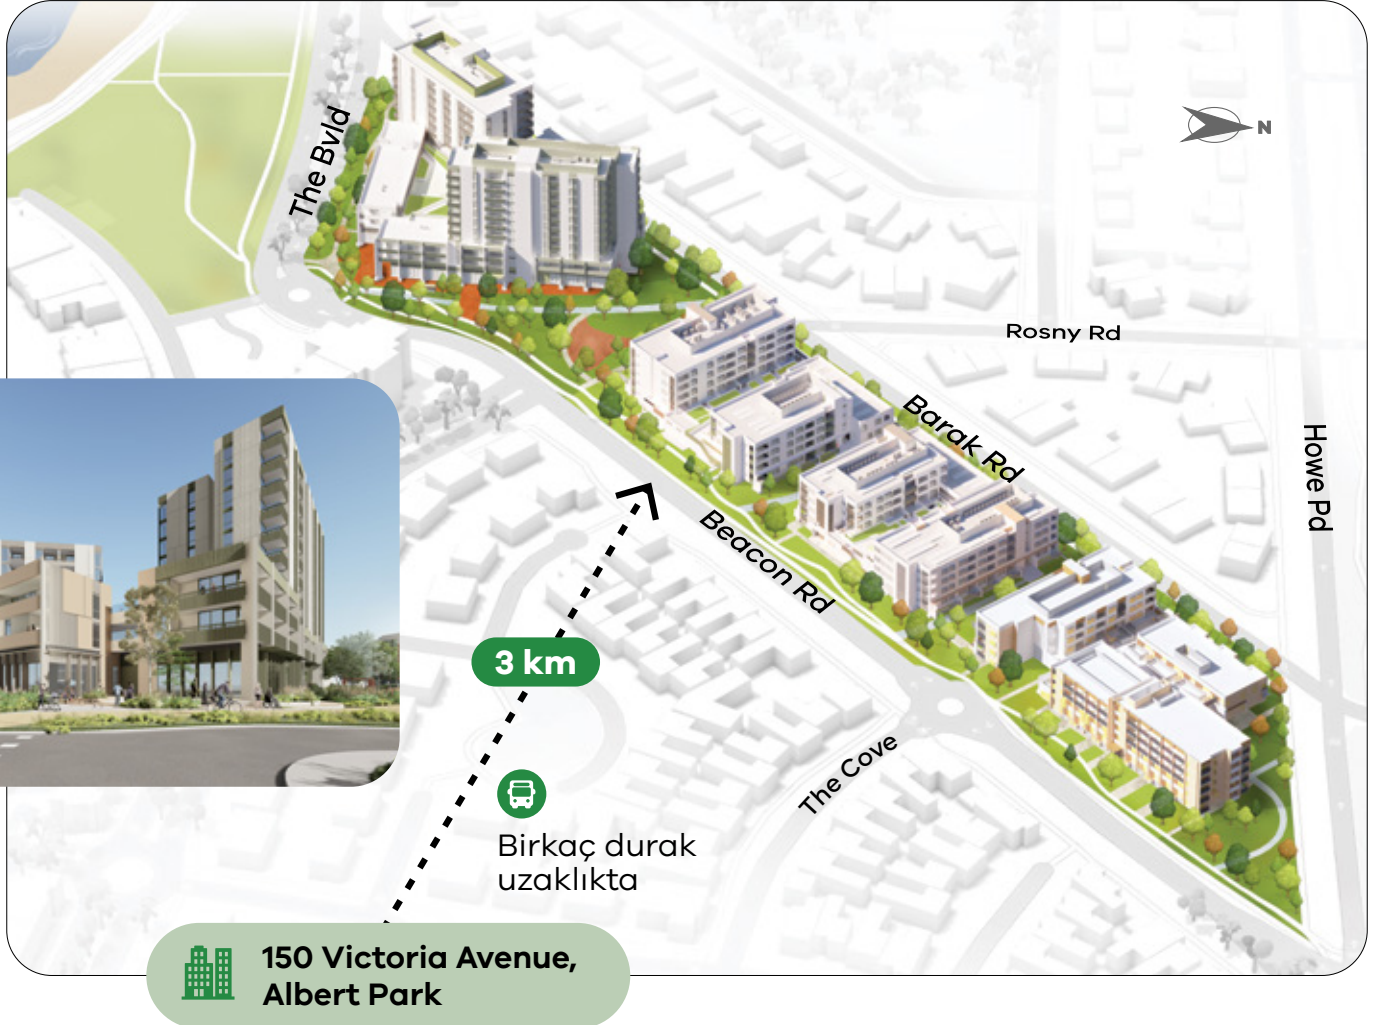 The Bvld
N
Rosny Rd
Barak Rd
Howe Pd
Beacon Rd
3 km
The Cove
Birkaç durak
uzaklıkta
150 Victoria Avenue,
Albert Park